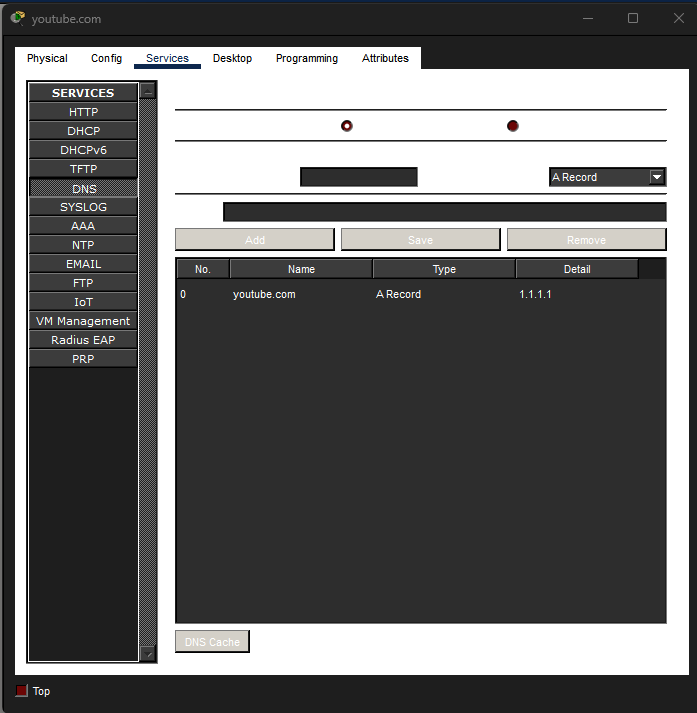 youtube.com
Physical Config Services Desktop Programming Attributes
SERVICES
HTTP
DHCP
DHCPv6
TFTP
DNS
SYSLOG
AAA
NTP
EMAIL
FTP
IoT
VM Management
Radius EAP
PRP
A Record
Add Save Remove
No. Name Type Detail
0 youtube.com A Record 1.1.1.1
DNS Cache
Top